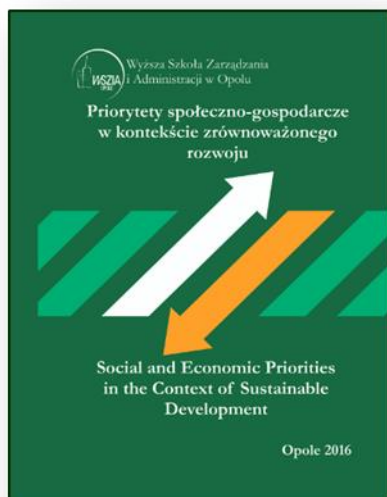 WSZiA
OPOLE
Wyższa Szkoła Zarządzania
i Administracji w Opolu
Priorytety społeczno-gospodarcze
w kontekście zrównoważonego
rozwoju
Social and Economic Priorities
in the Context of Sustainable
Development
Opole 2016